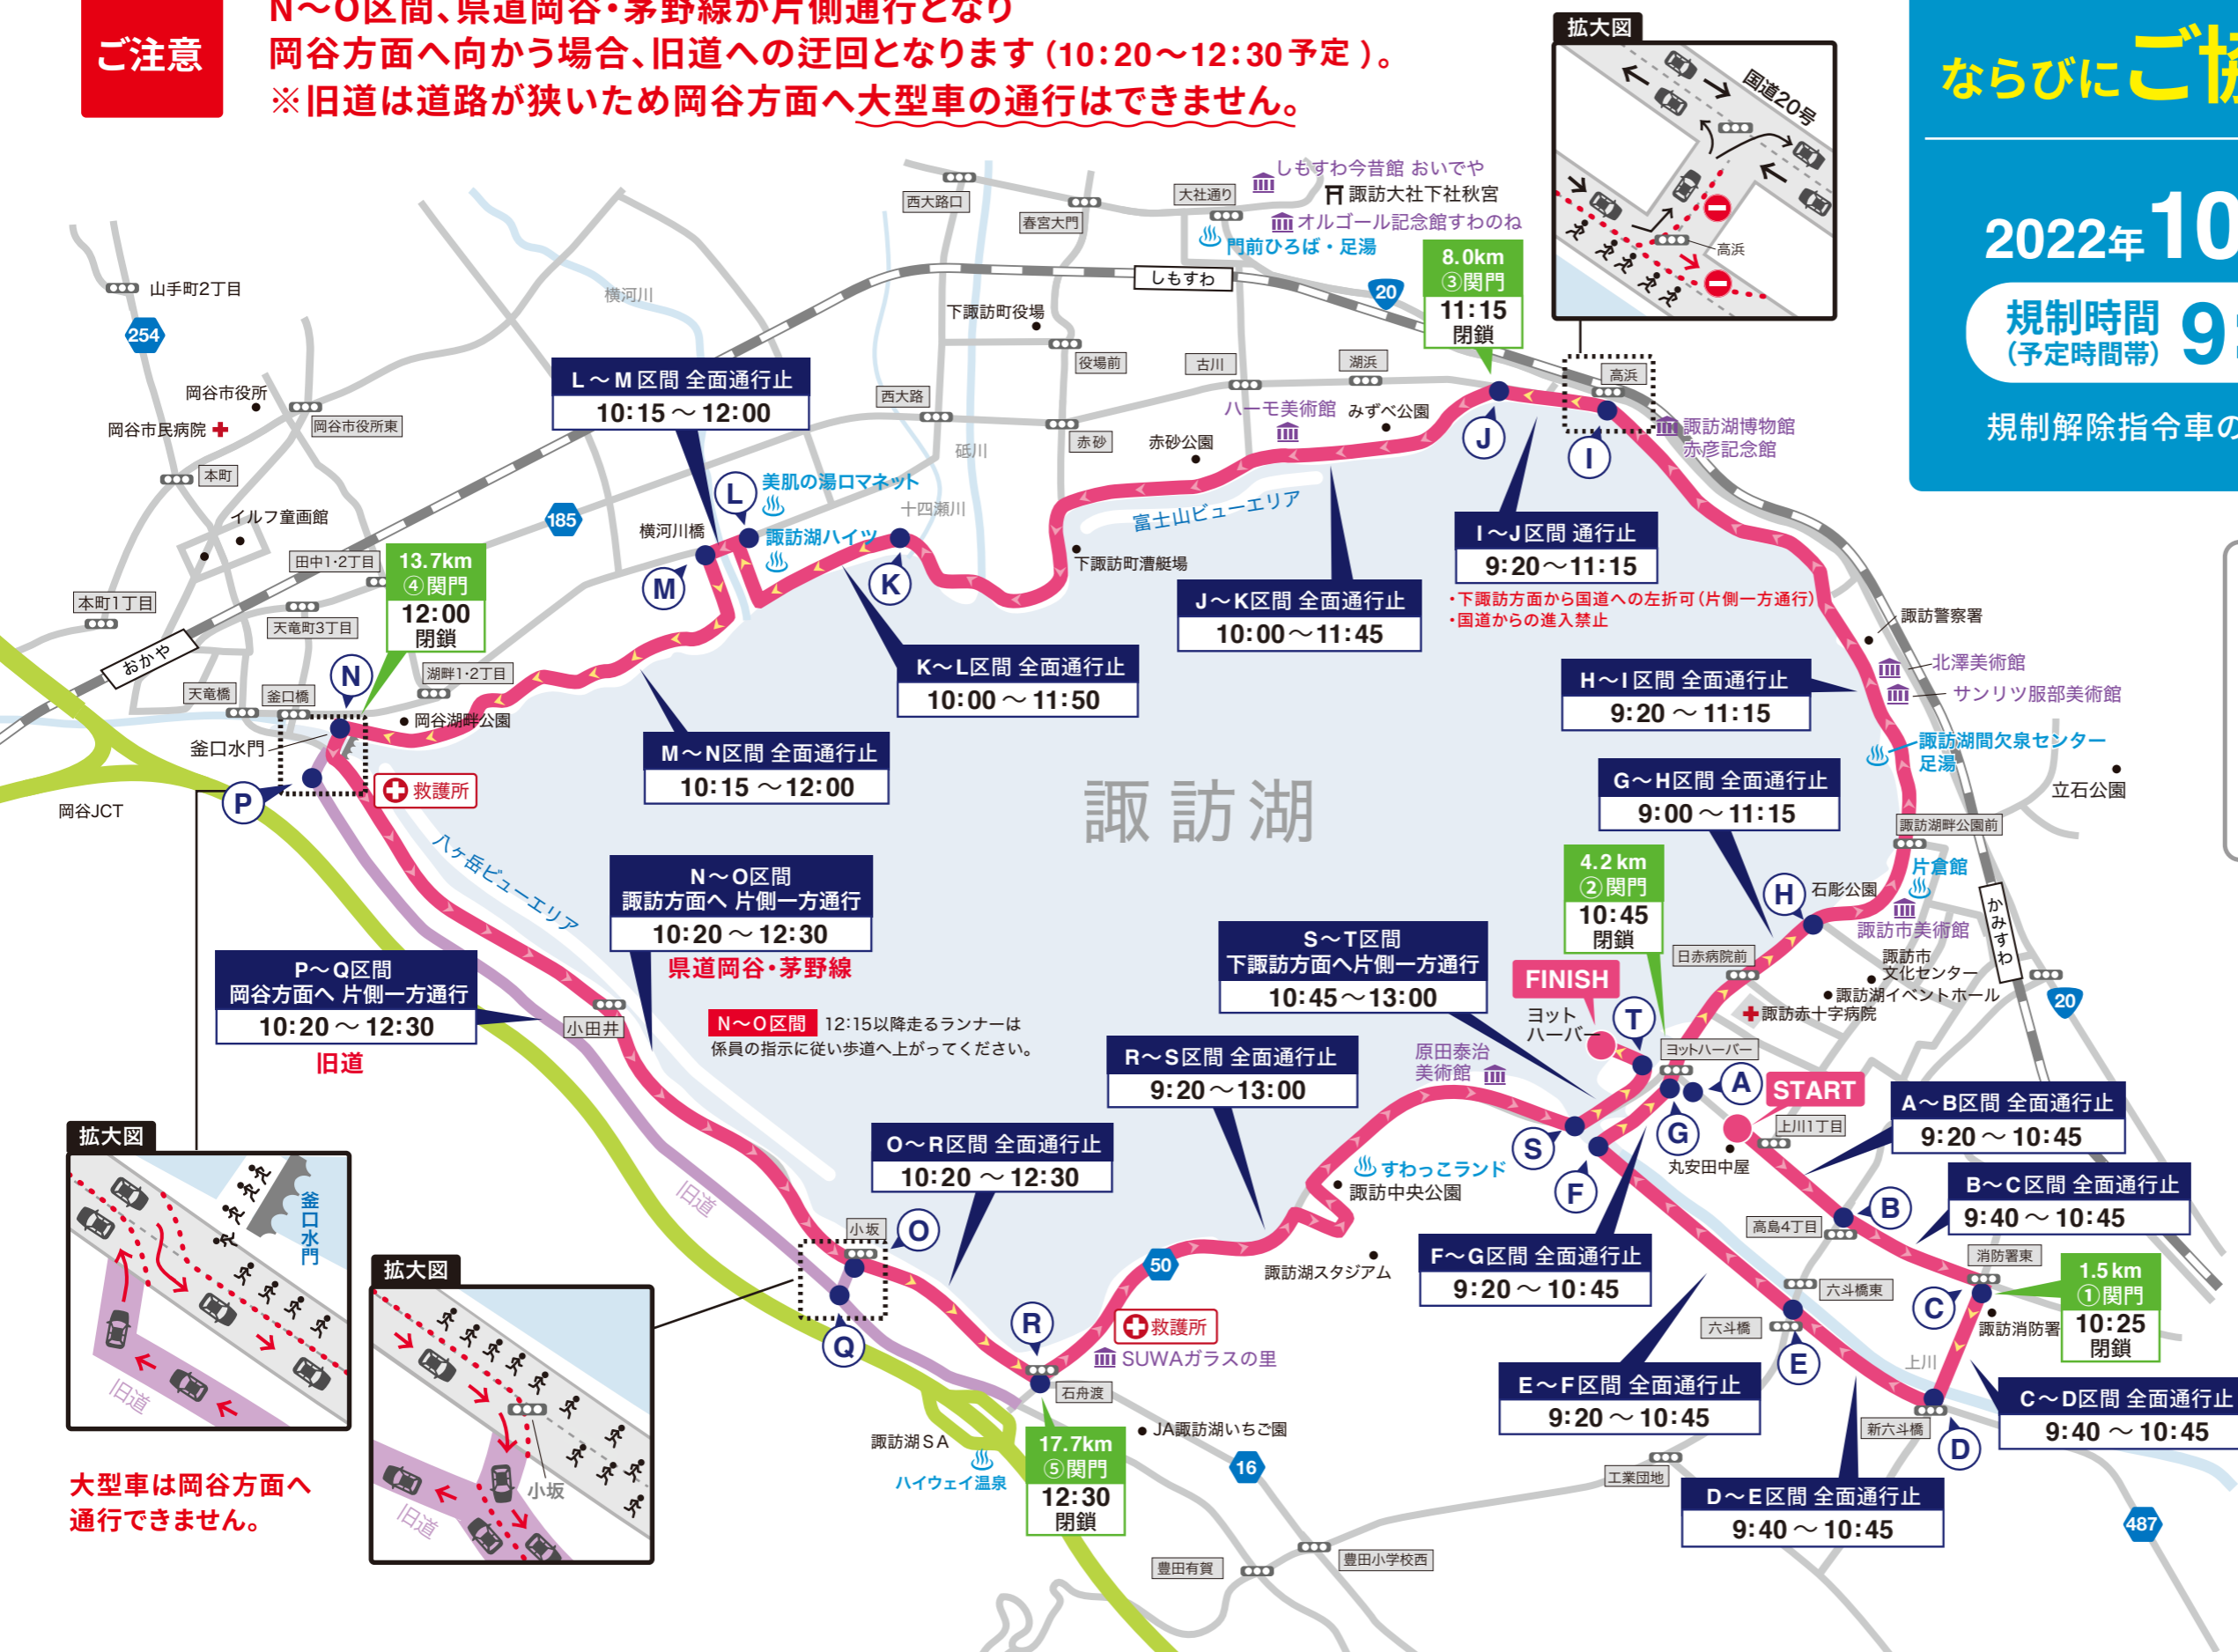 ご注意
N～O区間、県道岡谷・茅野線が片側通行となり
岡谷方面へ向かう場合、旧道への迂回となります（10：20～12：30予定 ）。
※旧道は道路が狭いため岡谷方面へ大型車の通行はできません。
拡大図
国道20号
高浜
ならびにご協
2022年10
規制時間
（予定時間帯）
9:
規制解除指令車の
しもすわ今昔館 おいでや
諏訪大社下社秋宮
オルゴール記念館すわのね
門前ひろば・足湯
大社通り
西大路口
春宮大門
しもすわ
20
8.0km
③関門
11：15
閉鎖
山手町2丁目
254
横河川
下諏訪町役場
役場前
古川
湖浜
高浜
岡谷市役所
岡谷市民病院
岡谷市役所東
L～M区間 全面通行止
10：15～12：00
西大路
赤砂
砥川
赤砂公園
ハーモ美術館
みずべ公園
J
I
諏訪湖博物館
赤彦記念館
本町
イルフ童画館
185
横河川橋
L
美肌の湯ロマネット
諏訪湖ハイツ
十四瀬川
富士山ビューエリア
下諏訪町漕艇場
田中1・2丁目
本町1丁目
天竜町3丁目
13.7km
④関門
12：00
閉鎖
M
K
J～K区間 全面通行止
10：00～11：45
I～J区間 通行止
9：20～11：15
・下諏訪方面から国道への左折可（片側一方通行）
・国道からの進入禁止
諏訪警察署
北澤美術館
サンリツ服部美術館
おかや
N
湖畔1・2丁目
天竜橋
釜口橋
岡谷湖畔公園
釜口水門
K～L区間 全面通行止
10：00～11：50
H～I区間 全面通行止
9：20～11：15
諏訪湖間欠泉センター
足湯
立石公園
M～N区間 全面通行止
10：15～12：00
救護所
P
岡谷JCT
諏訪湖
G～H区間 全面通行止
9：00～11：15
諏訪湖畔公園前
片倉館
かみすわ
4.2km
②関門
10：45
閉鎖
H
石彫公園
諏訪市美術館
諏訪市
文化センター
諏訪湖イベントホール
日赤病院前
諏訪赤十字病院
20
八ヶ岳ビューエリア
N～O区間
諏訪方面へ 片側一方通行
10：20～12：30
県道岡谷・茅野線
P～Q区間
岡谷方面へ 片側一方通行
10：20～12：30
旧道
小田井
N～O区間 12：15以降走るランナーは
係員の指示に従い歩道へ上がってください。
S～T区間
下諏訪方面へ片側一方通行
10：45～13：00
FINISH
ヨット
ハーバー
T
ヨットハーバー
A
START
G
上川1丁目
丸安田中屋
原田泰治
美術館
R～S区間 全面通行止
9：20～13：00
A～B区間 全面通行止
9：20～10：45
拡大図
釜口水門
旧道
大型車は岡谷方面へ
通行できません。
旧道
O～R区間 全面通行止
10：20～12：30
S
F
すわっこランド
諏訪中央公園
B
B～C区間 全面通行止
9：40～10：45
高島4丁目
消防署東
小坂
O
50
諏訪湖スタジアム
F～G区間 全面通行止
9：20～10：45
六斗橋東
六斗橋
C
1.5km
①関門
10：25
閉鎖
諏訪消防署
拡大図
小坂
旧道
Q
R
救護所
SUWAガラスの里
石舟渡
E
上川
E～F区間 全面通行止
9：20～10：45
C～D区間 全面通行止
9：40～10：45
新六斗橋
D
諏訪湖SA
ハイウェイ温泉
17.7km
⑤関門
12：30
閉鎖
JA諏訪湖いちご園
16
工業団地
D～E区間 全面通行止
9：40～10：45
487
豊田有賀
豊田小学校西